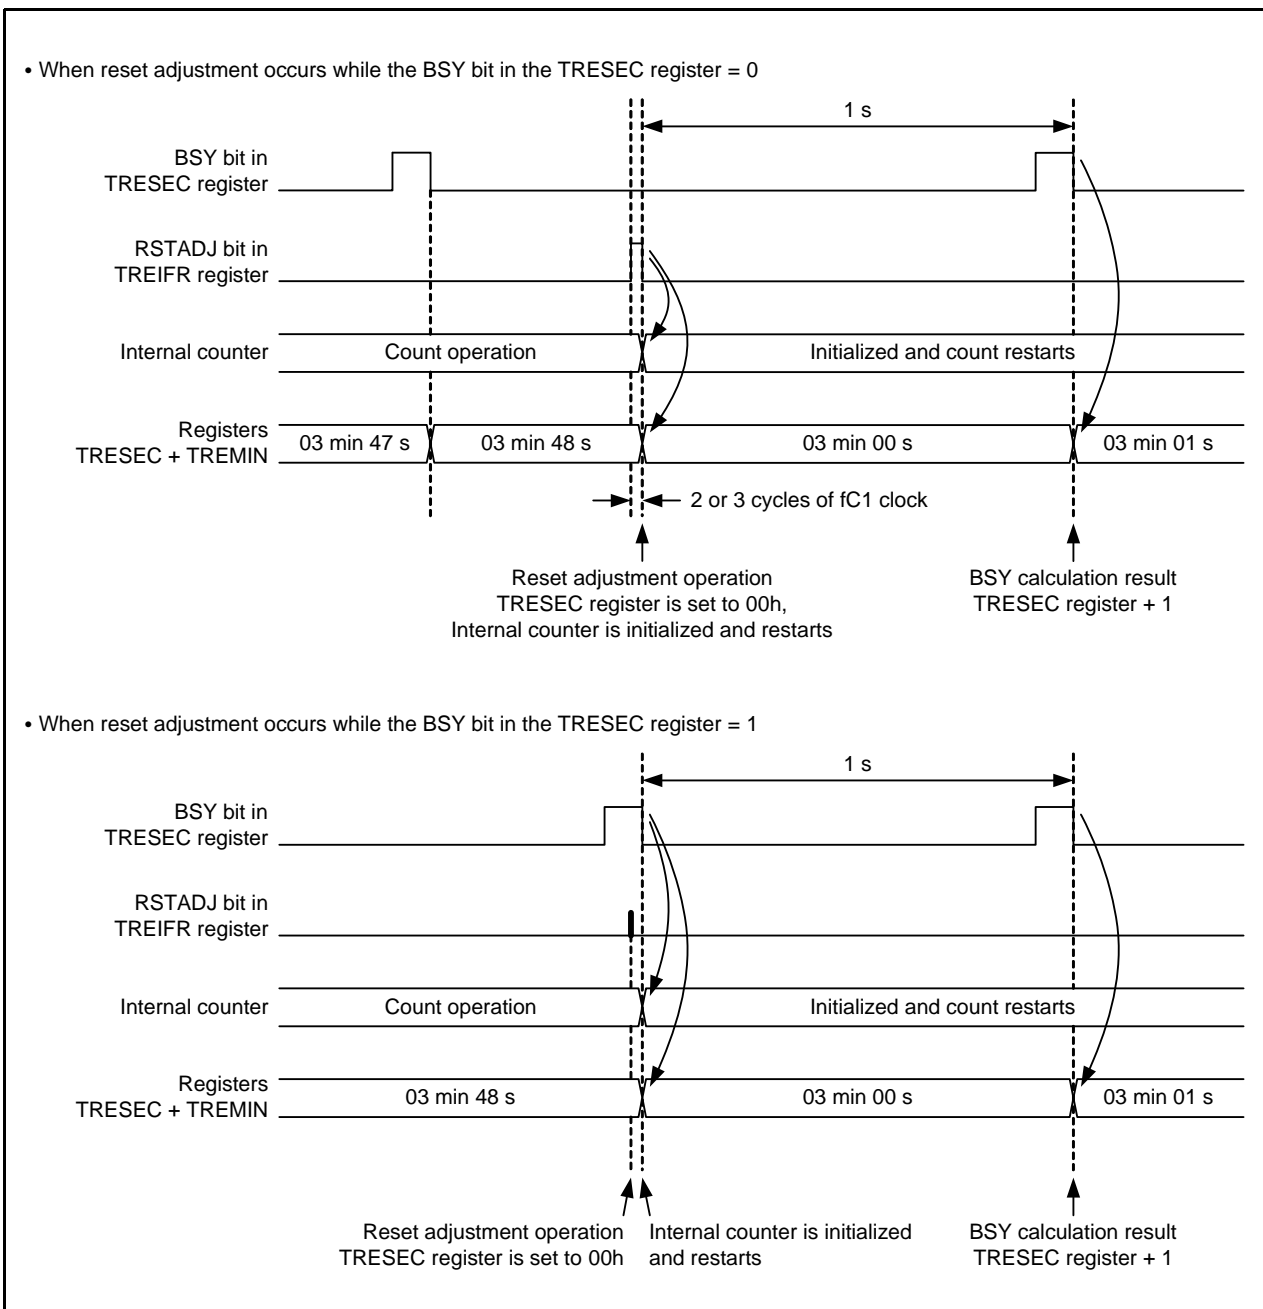 • When reset adjustment occurs while the BSY bit in the TRESEC register = 0
1 s
BSY bit in
TRESEC register
RSTADJ bit in
TREIFR register
Internal counter
Count operation
Initialized and count restarts
Registers
TRESEC + TREMIN
03 min 47 s
03 min 48 s
03 min 00 s
03 min 01 s
2 or 3 cycles of fC1 clock
Reset adjustment operation
TRESEC register is set to 00h,
Internal counter is initialized and restarts
BSY calculation result
TRESEC register + 1
• When reset adjustment occurs while the BSY bit in the TRESEC register = 1
1 s
BSY bit in
TRESEC register
RSTADJ bit in
TREIFR register
Internal counter
Count operation
Initialized and count restarts
Registers
TRESEC + TREMIN
03 min 48 s
03 min 00 s
03 min 01 s
Reset adjustment operation
TRESEC register is set to 00h
Internal counter is initialized
and restarts
BSY calculation result
TRESEC register + 1